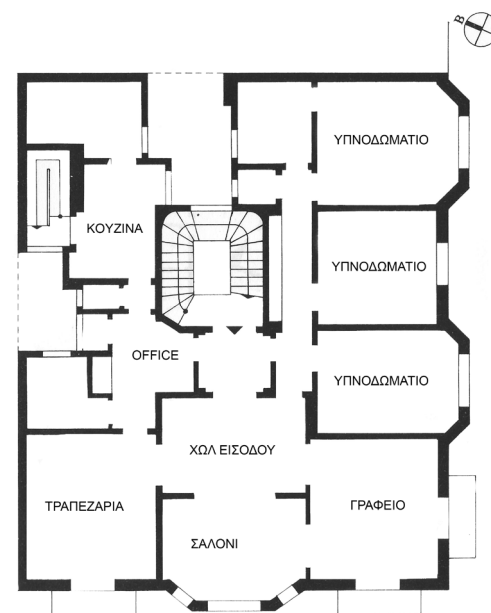 Β
ΥΠΝΟΔΩΜΑΤΙΟ
ΚΟΥΖΙΝΑ
ΥΠΝΟΔΩΜΑΤΙΟ
OFFICE
ΥΠΝΟΔΩΜΑΤΙΟ
ΧΩΛ ΕΙΣΟΔΟΥ
ΤΡΑΠΕΖΑΡΙΑ
ΓΡΑΦΕΙΟ
ΣΑΛΟΝΙ